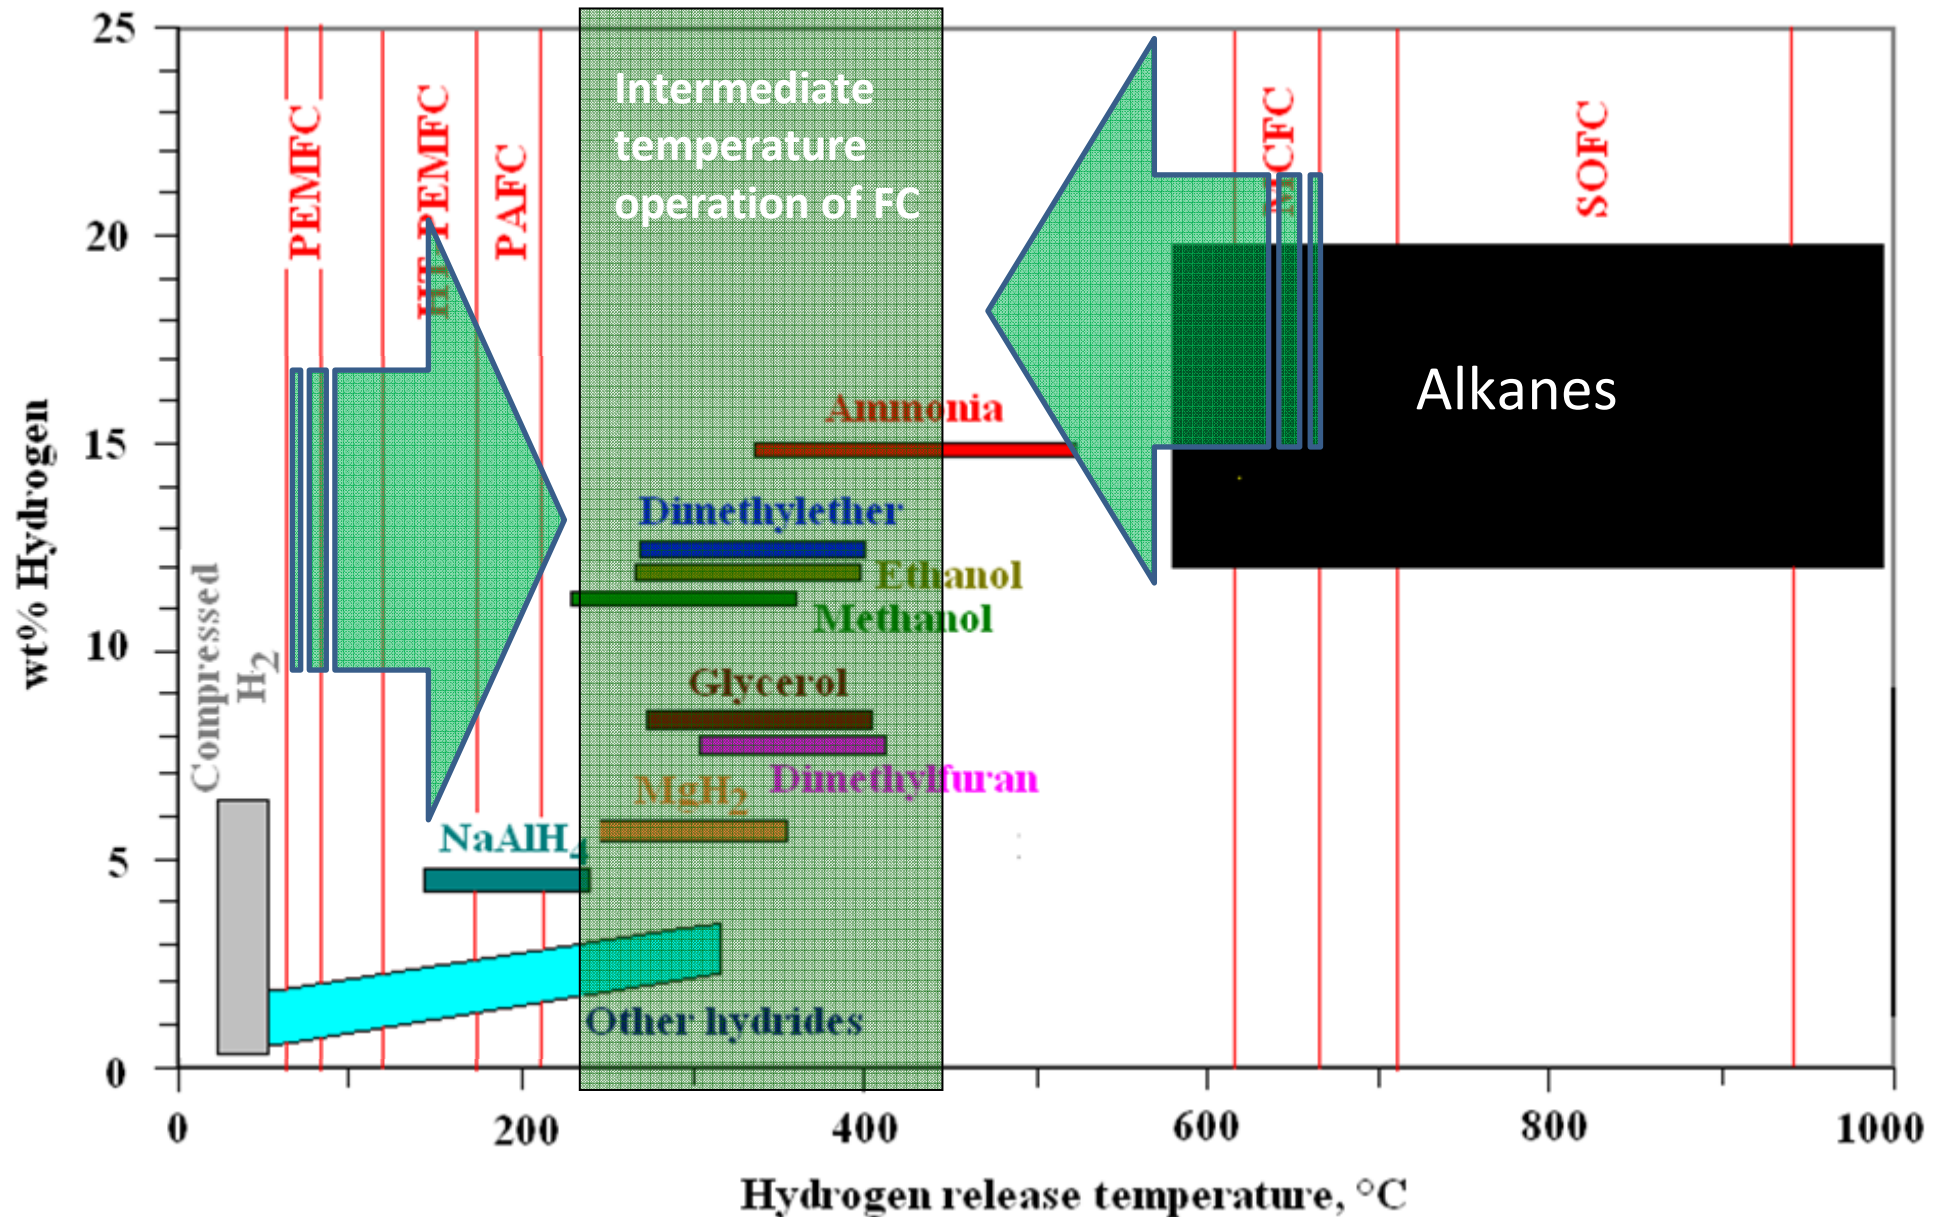 25
20
15
10
5
0
wt% Hydrogen
PEMFC
HT PEMFC
PAFC
Intermediate
temperature
operation of FC
MCFC
SOFC
Alkanes
Ammonia
Dimethylether
Ethanol
Methanol
Glycerol
Dimethylfuran
MgH2
NaAlH4
Other hydrides
Compressed
H2
0
200
400
600
800
1000
Hydrogen release temperature, °C